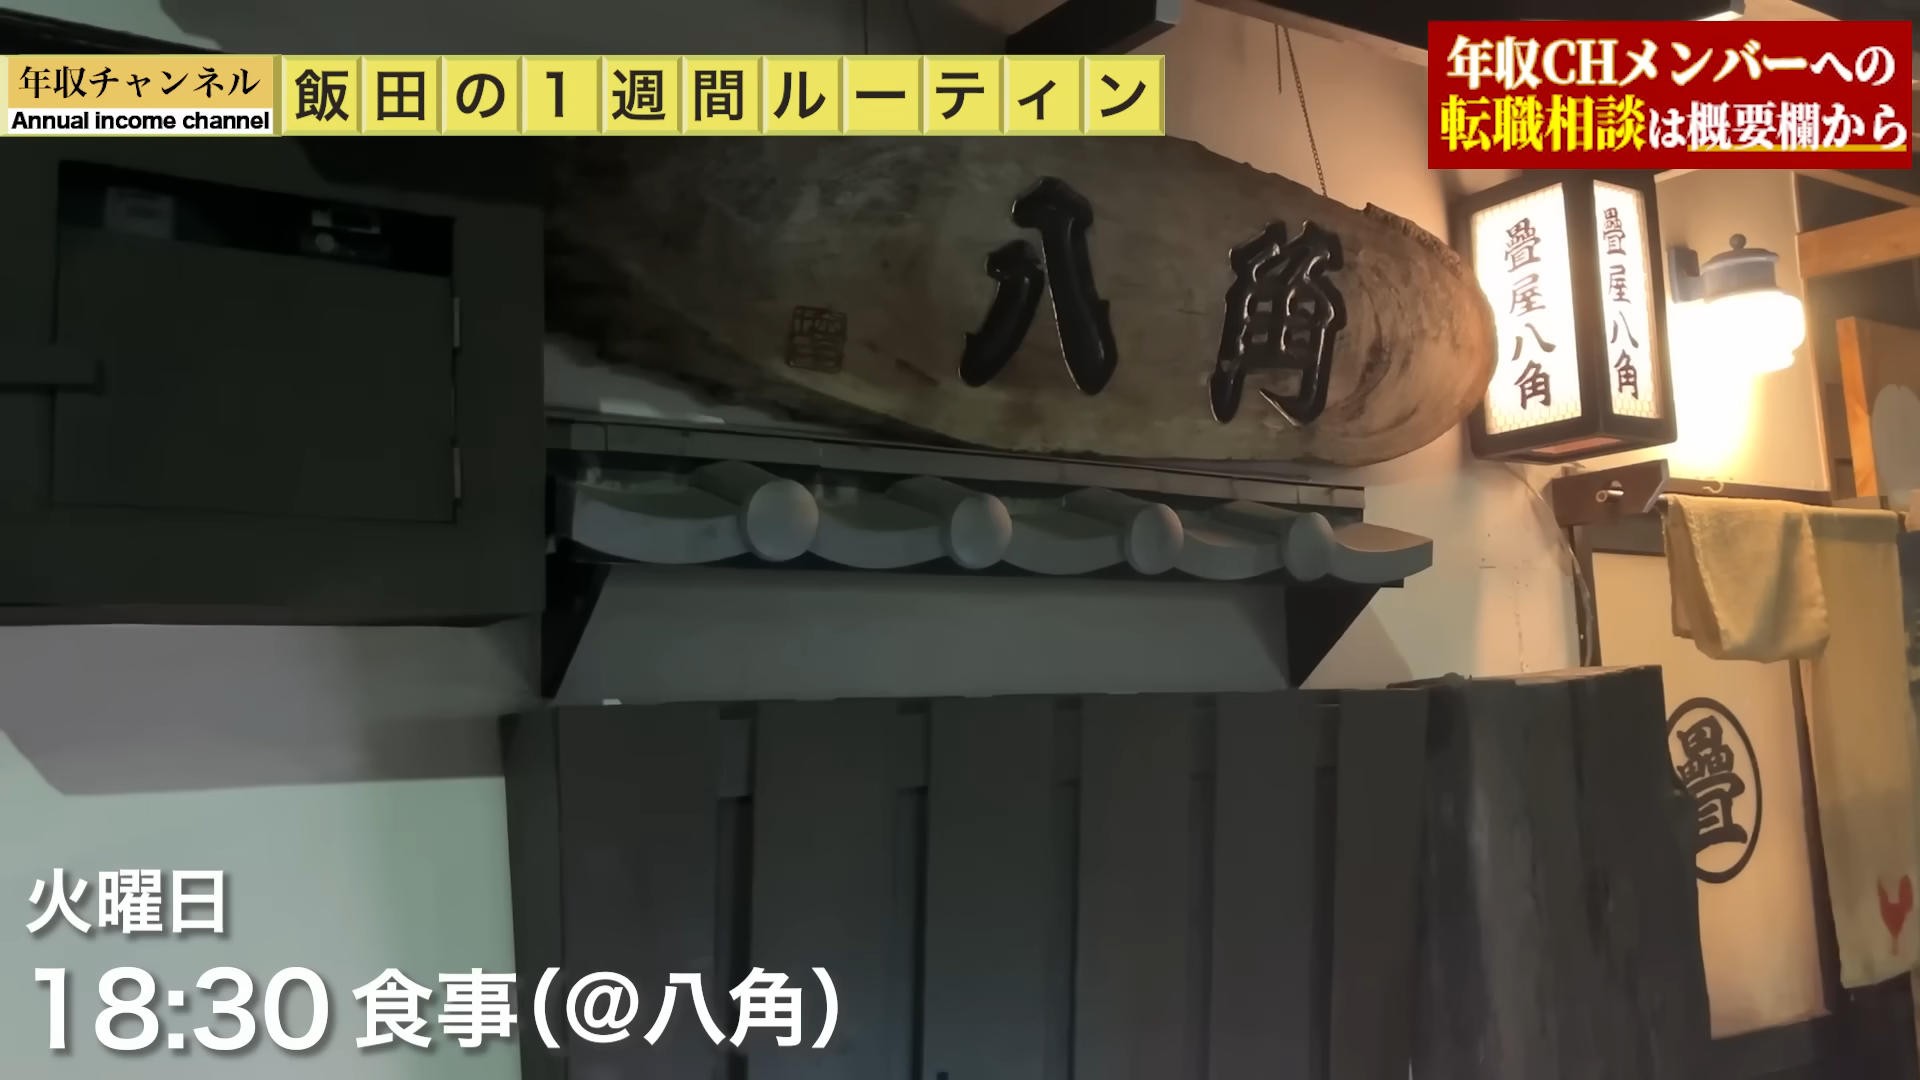 年収チャンネル
Annual income channel
飯田の1週間ルーティン
年収CHメンバーへの
転職相談は概要欄から
八角
疊屋八角
疊屋八角
疊
火曜日
18:30 食事(@八角)